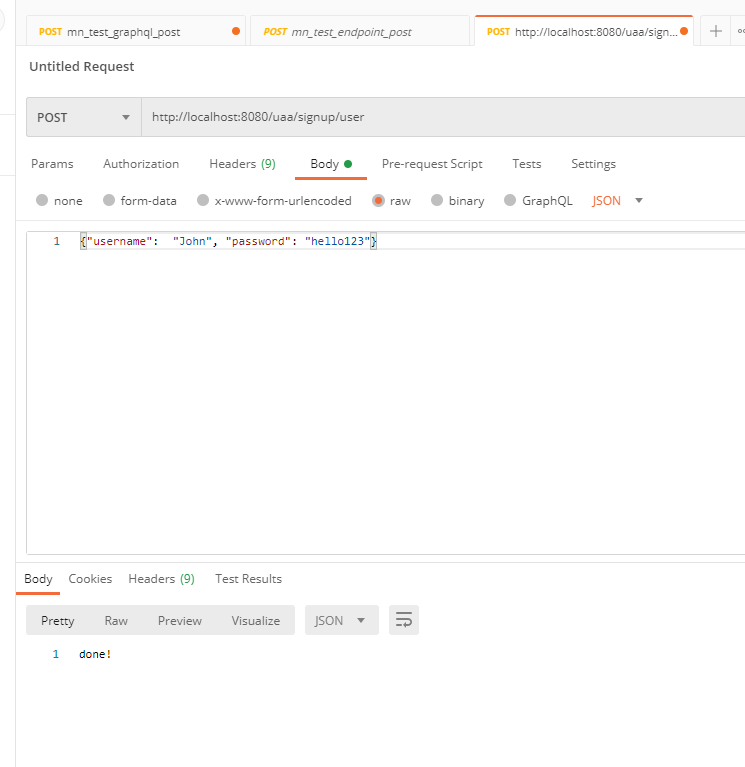 POST mn_test_graphql_post POST mn_test_endpoint_post POST http://localhost:8080/uaa/sign...
Untitled Request
POST http://localhost:8080/uaa/signup/user
Params Authorization Headers (9) Body Pre-request Script Tests Settings
none form-data x-www-form-urlencoded raw binary GraphQL JSON
1 {"username":  "John", "password": "hello123"}
Body Cookies Headers (9) Test Results
Pretty Raw Preview Visualize JSON
1 done!